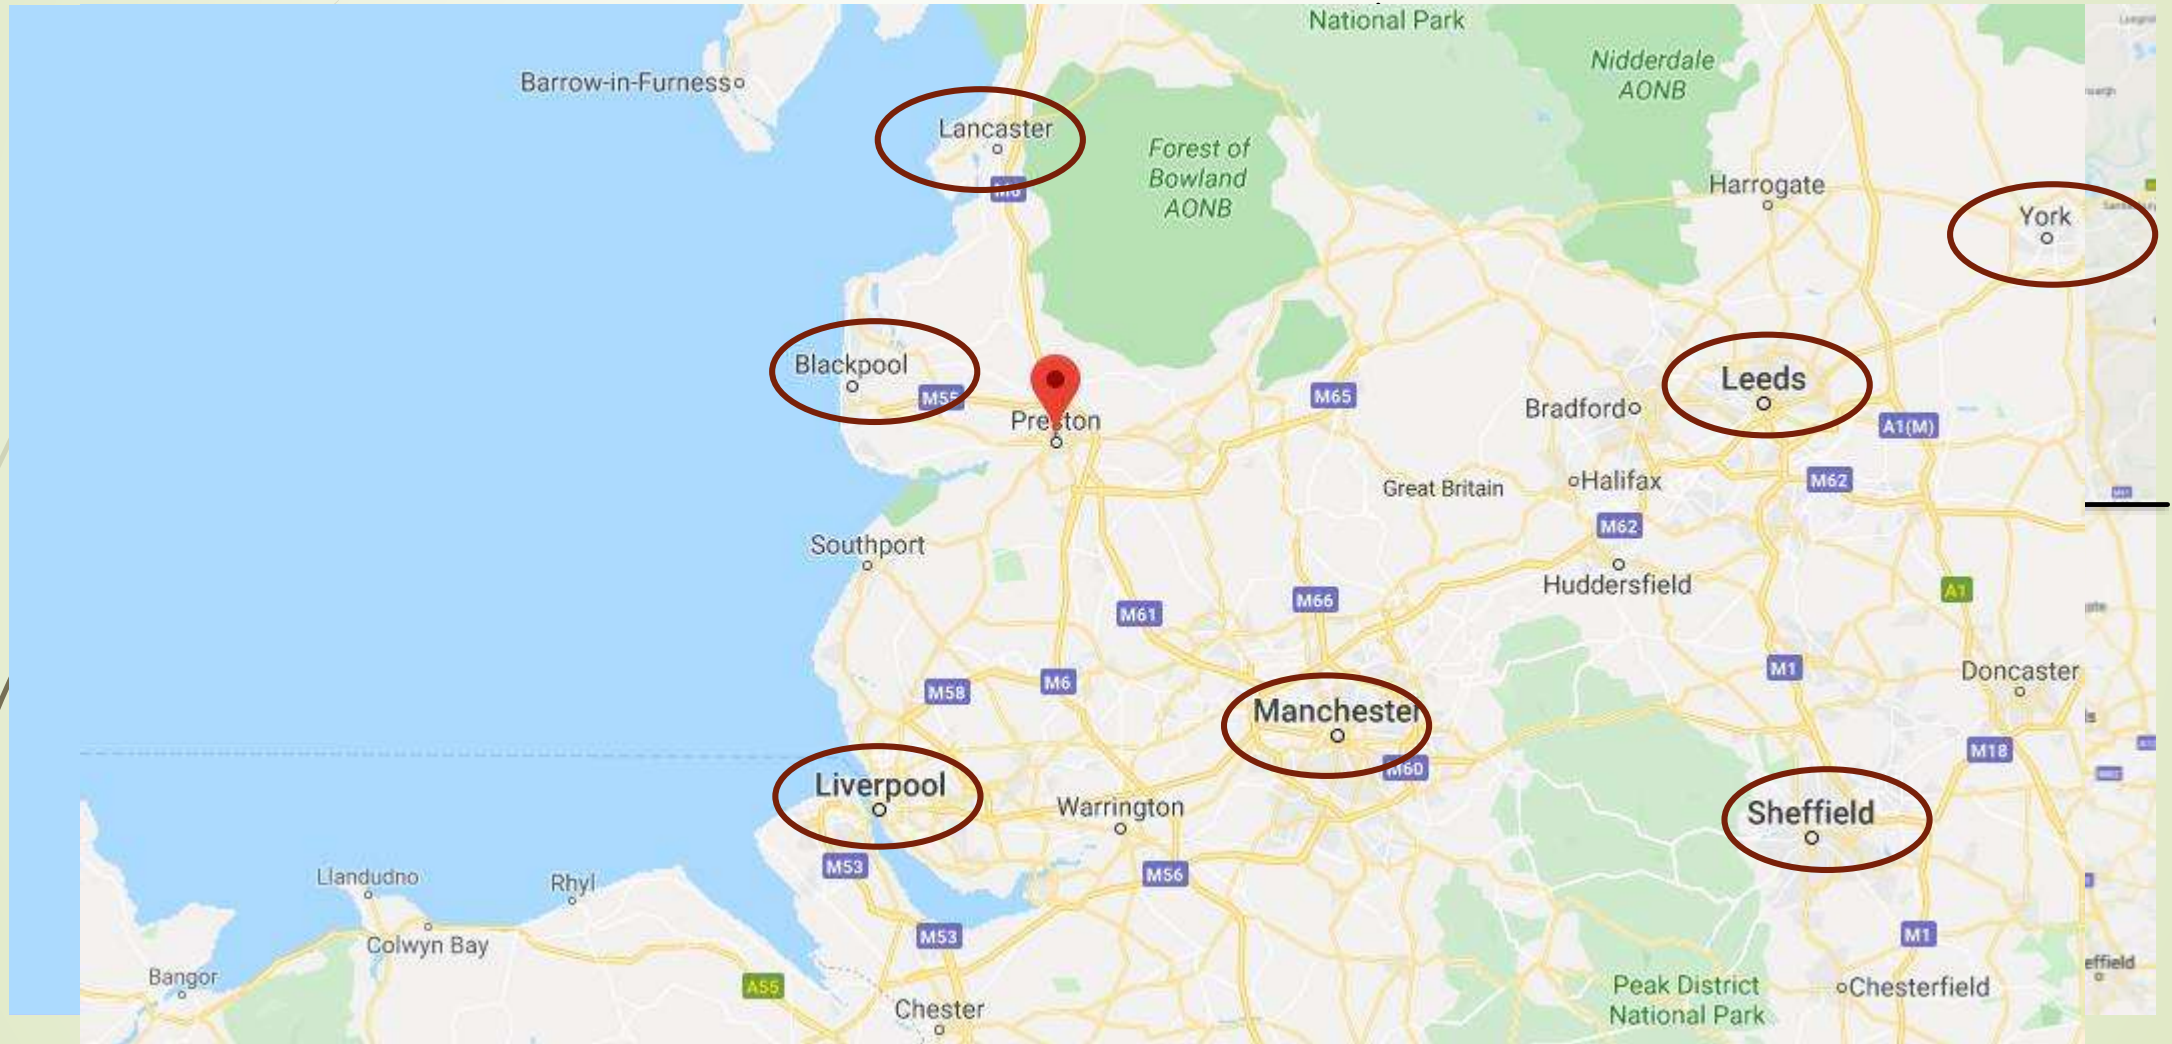 National Park
Nidderdale
AONB
Barrow-in-Furness
Lancaster
M6
Forest of
Bowland
AONB
Harrogate
York
Blackpool
M55
Preston
M65
Leeds
Bradford
A1(M)
Great Britain
Halifax
M62
M62
Southport
Huddersfield
A1
M61
M66
M58
M6
M1
Doncaster
Manchester
M60
M18
Liverpool
Warrington
Sheffield
M53
M56
Llandudno
Rhyl
Colwyn Bay
M53
M1
Bangor
A55
Chester
Peak District
National Park
Chesterfield
effield